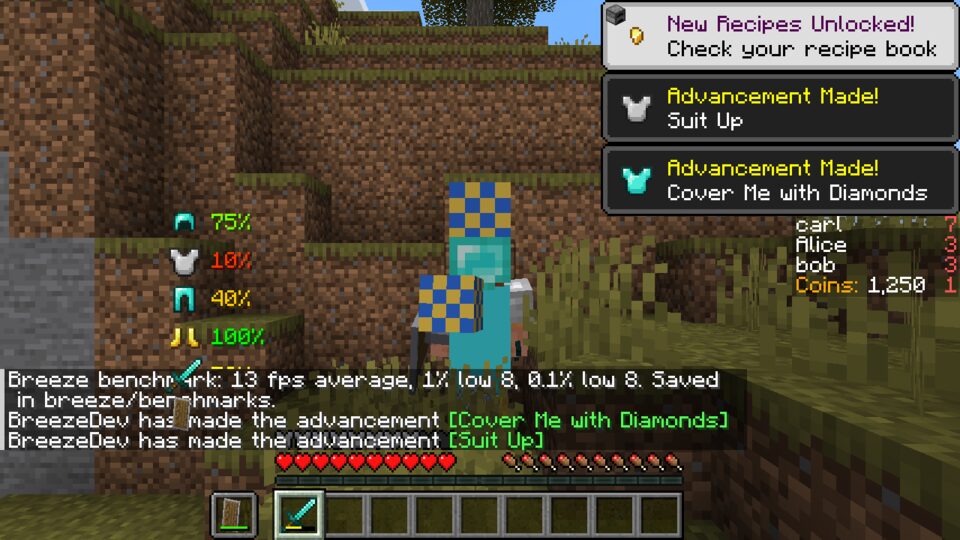 New Recipes Unlocked!
Check your recipe book
Advancement Made!
Suit Up
Advancement Made!
Cover Me with Diamonds
carl 7
Alice 3
bob 3
Coins: 1,250 1
75%
10%
40%
100%
Breeze benchmark: 13 fps average, 1% low 8, 0.1% low 8. Saved
in breeze/benchmarks.
BreezeDev has made the advancement [Cover Me with Diamonds]
BreezeDev has made the advancement [Suit Up]